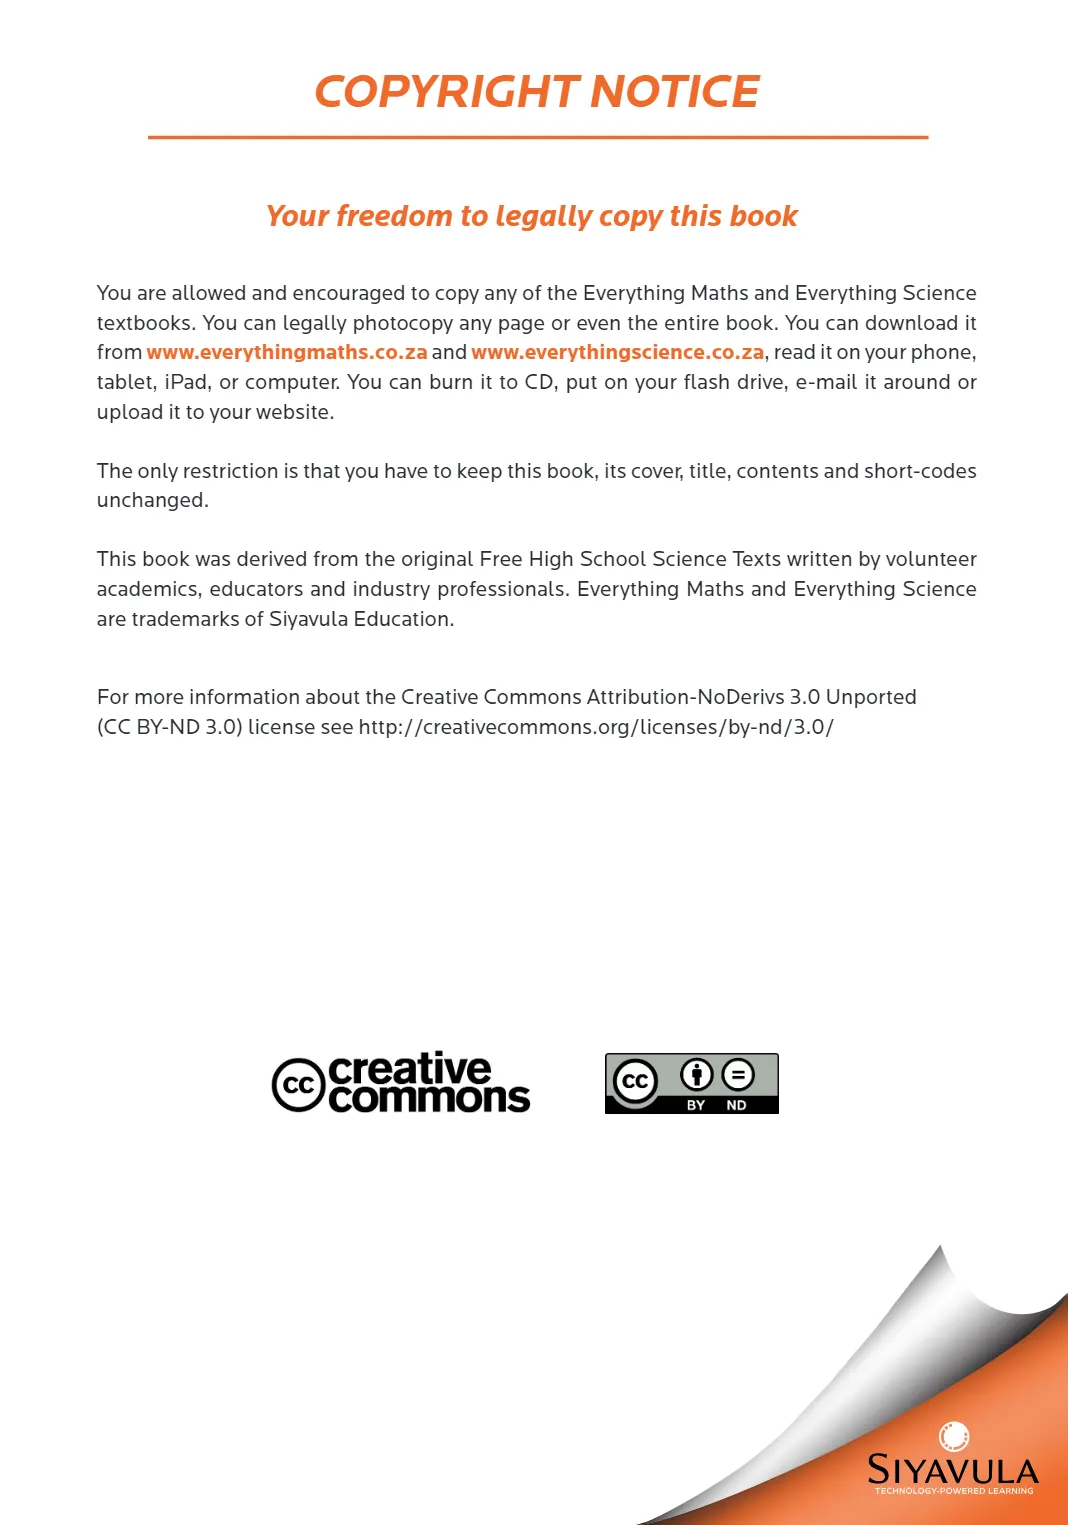 COPYRIGHT NOTICE
Your freedom to legally copy this book
You are allowed and encouraged to copy any of the Everything Maths and Everything Science
textbooks. You can legally photocopy any page or even the entire book. You can download it
from www.everythingmaths.co.za and www.everythingscience.co.za, read it on your phone,
tablet, iPad, or computer. You can burn it to CD, put on your flash drive, e-mail it around or
upload it to your website.
The only restriction is that you have to keep this book, its cover, title, contents and short-codes
unchanged.
This book was derived from the original Free High School Science Texts written by volunteer
academics, educators and industry professionals. Everything Maths and Everything Science
are trademarks of Siyavula Education.
For more information about the Creative Commons Attribution-NoDerivs 3.0 Unported
(CC BY-ND 3.0) license see http://creativecommons.org/licenses/by-nd/3.0/
cc creative
commons
cc
BY ND
SIYAVULA
TECHNOLOGY-POWERED LEARNING